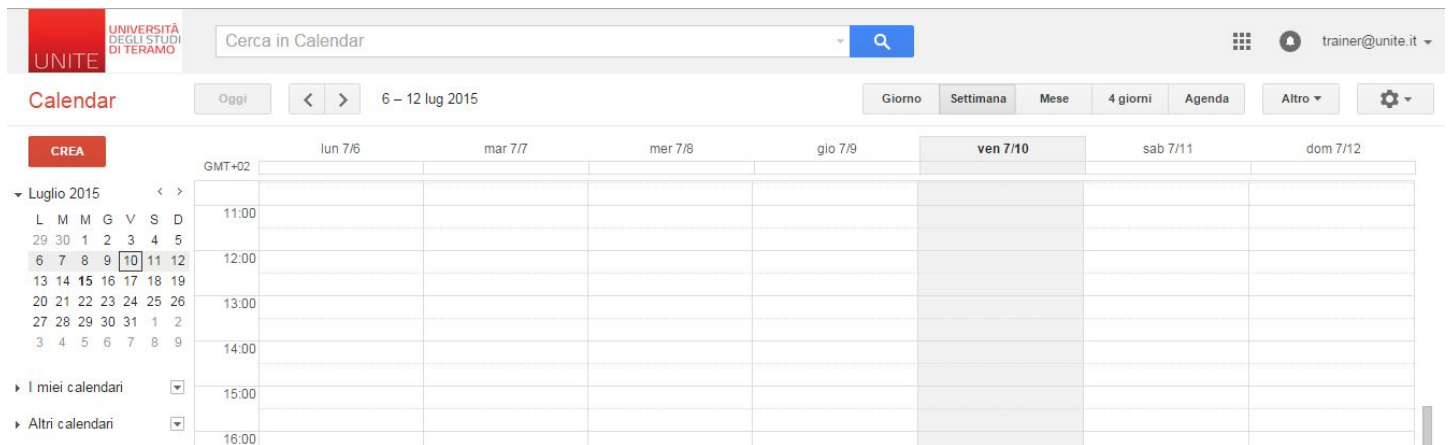 UNITE
UNIVERSITÀ
DEGLI STUDI
DI TERAMO
Cerca in Calendar
trainer@unite.it
Calendar
Oggi
6 – 12 lug 2015
Giorno Settimana Mese 4 giorni Agenda
Altro
CREA
lun 7/6 mar 7/7 mer 7/8 gio 7/9 ven 7/10 sab 7/11 dom 7/12
GMT+02
Luglio 2015
L M M G V S D
29 30 1 2 3 4 5
6 7 8 9 10 11 12
13 14 15 16 17 18 19
20 21 22 23 24 25 26
27 28 29 30 31 1 2
3 4 5 6 7 8 9
I miei calendari
Altri calendari
11:00
12:00
13:00
14:00
15:00
16:00